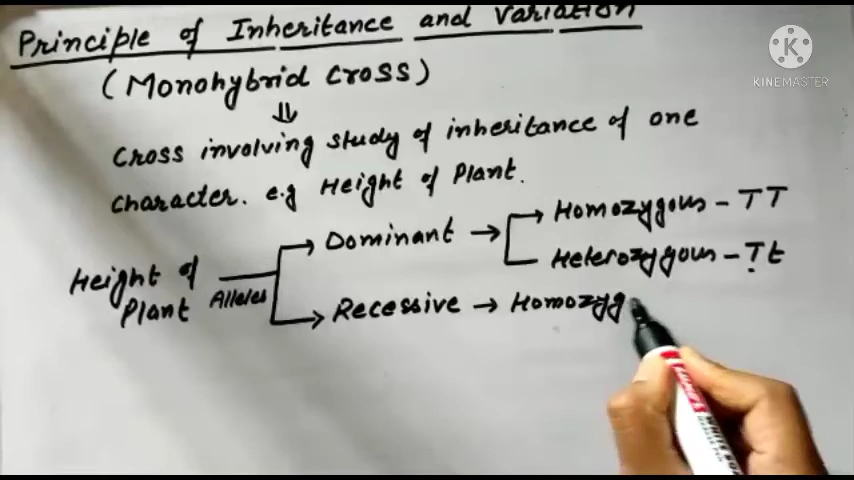 Principle of Inheritance and Variation
(Monohybrid Cross)
⇓
Cross involving study of inheritance of one
character. e.g Height of Plant.
Height of Plant
Alleles
→ Dominant →
→ Homozygous - TT
Heterozygous - Tt
→ Recessive → Homozyg
K
KINEMASTER